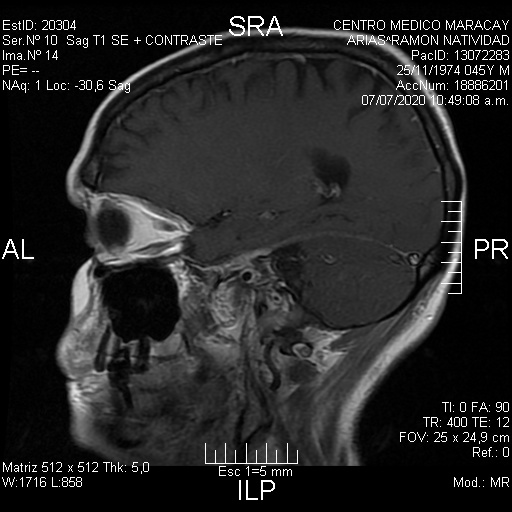 EstID: 20304
Ser.Nº 10 Sag T1 SE + CONTRASTE
Ima.Nº 14
PE= --
NAq: 1 Loc: -30,6 Sag
SRA
CENTRO MEDICO MARACAY
ARIAS^RAMON NATIVIDAD
PacID: 13072283
25/11/1974 045Y M
AccNum: 18886201
07/07/2020 10:49:08 a.m.
AL
PR
TI: 0 FA: 90
TR: 400 TE: 12
FOV: 25 x 24,9 cm
Ref.: 0
Matriz 512 x 512 Thk: 5,0
W:1716 L:858
Esc 1=5 mm
ILP
Mod.: MR